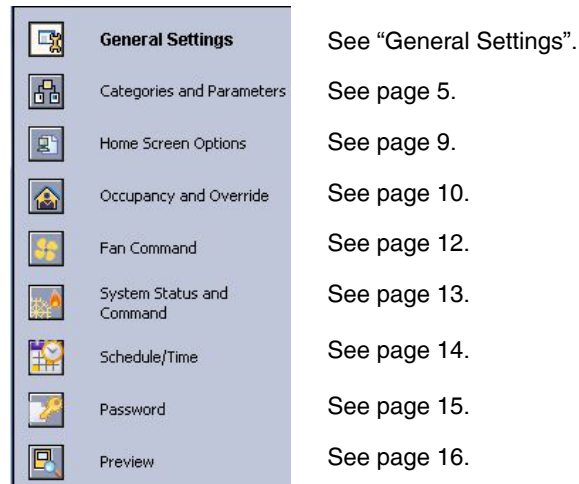 General Settings See “General Settings”.
Categories and Parameters See page 5.
Home Screen Options See page 9.
Occupancy and Override See page 10.
Fan Command See page 12.
System Status and
Command See page 13.
Schedule/Time See page 14.
Password See page 15.
Preview See page 16.